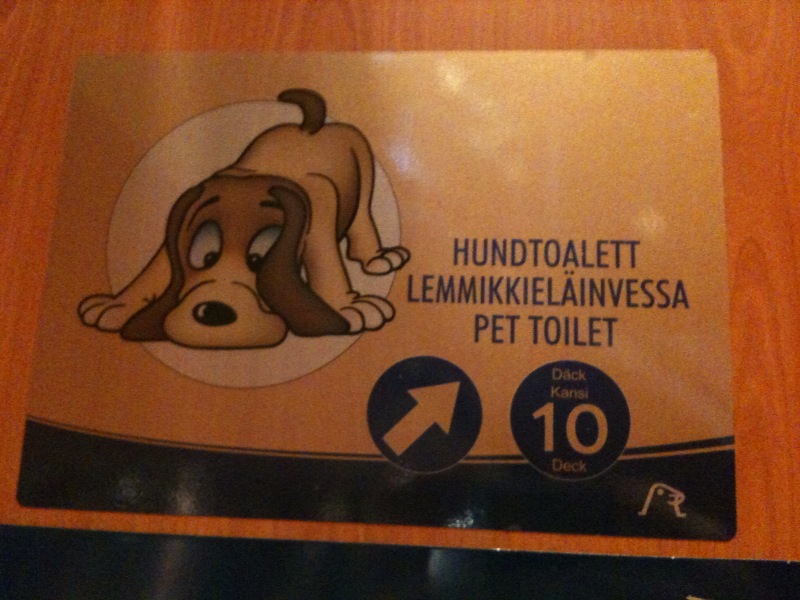 HUNDTOALETT
LEMMIKKIELÄINVESSA
PET TOILET
Däck
Kansi
10
Deck